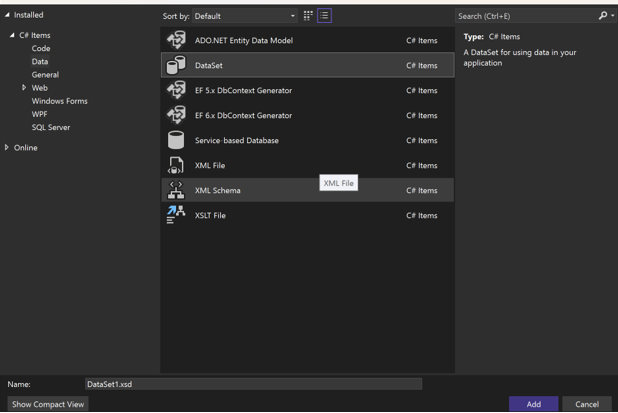 Installed
Sort by: Default
Search (Ctrl+E)
C# Items
Code
Data
General
Web
Windows Forms
WPF
SQL Server
Online
ADO.NET Entity Data Model C# Items
DataSet C# Items
EF 5.x DbContext Generator C# Items
EF 6.x DbContext Generator C# Items
Service-based Database C# Items
XML File C# Items
XML File
XML Schema C# Items
XSLT File C# Items
Type: C# Items
A DataSet for using data in your
application
Name: DataSet1.xsd
Show Compact View
Add
Cancel